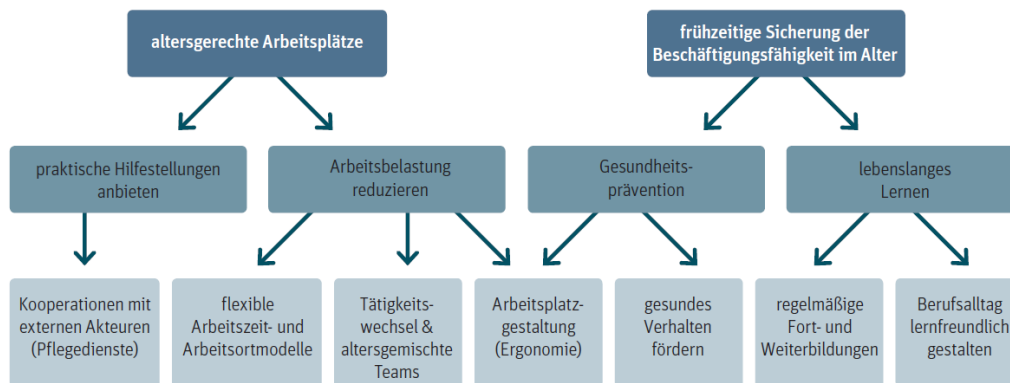 altersgerechte Arbeitsplätze
frühzeitige Sicherung der
Beschäftigungsfähigkeit im Alter
praktische Hilfestellungen
anbieten
Arbeitsbelastung
reduzieren
Gesundheits-
prävention
lebenslanges
Lernen
Kooperationen mit
externen Akteuren
(Pflegedienste)
flexible
Arbeitszeit- und
Arbeitsortmodelle
Tätigkeits-
wechsel &
altersgemischte
Teams
Arbeitsplatz-
gestaltung
(Ergonomie)
gesundes
Verhalten
fördern
regelmäßige
Fort- und
Weiterbildungen
Berufsalltag
lernfreundlich
gestalten